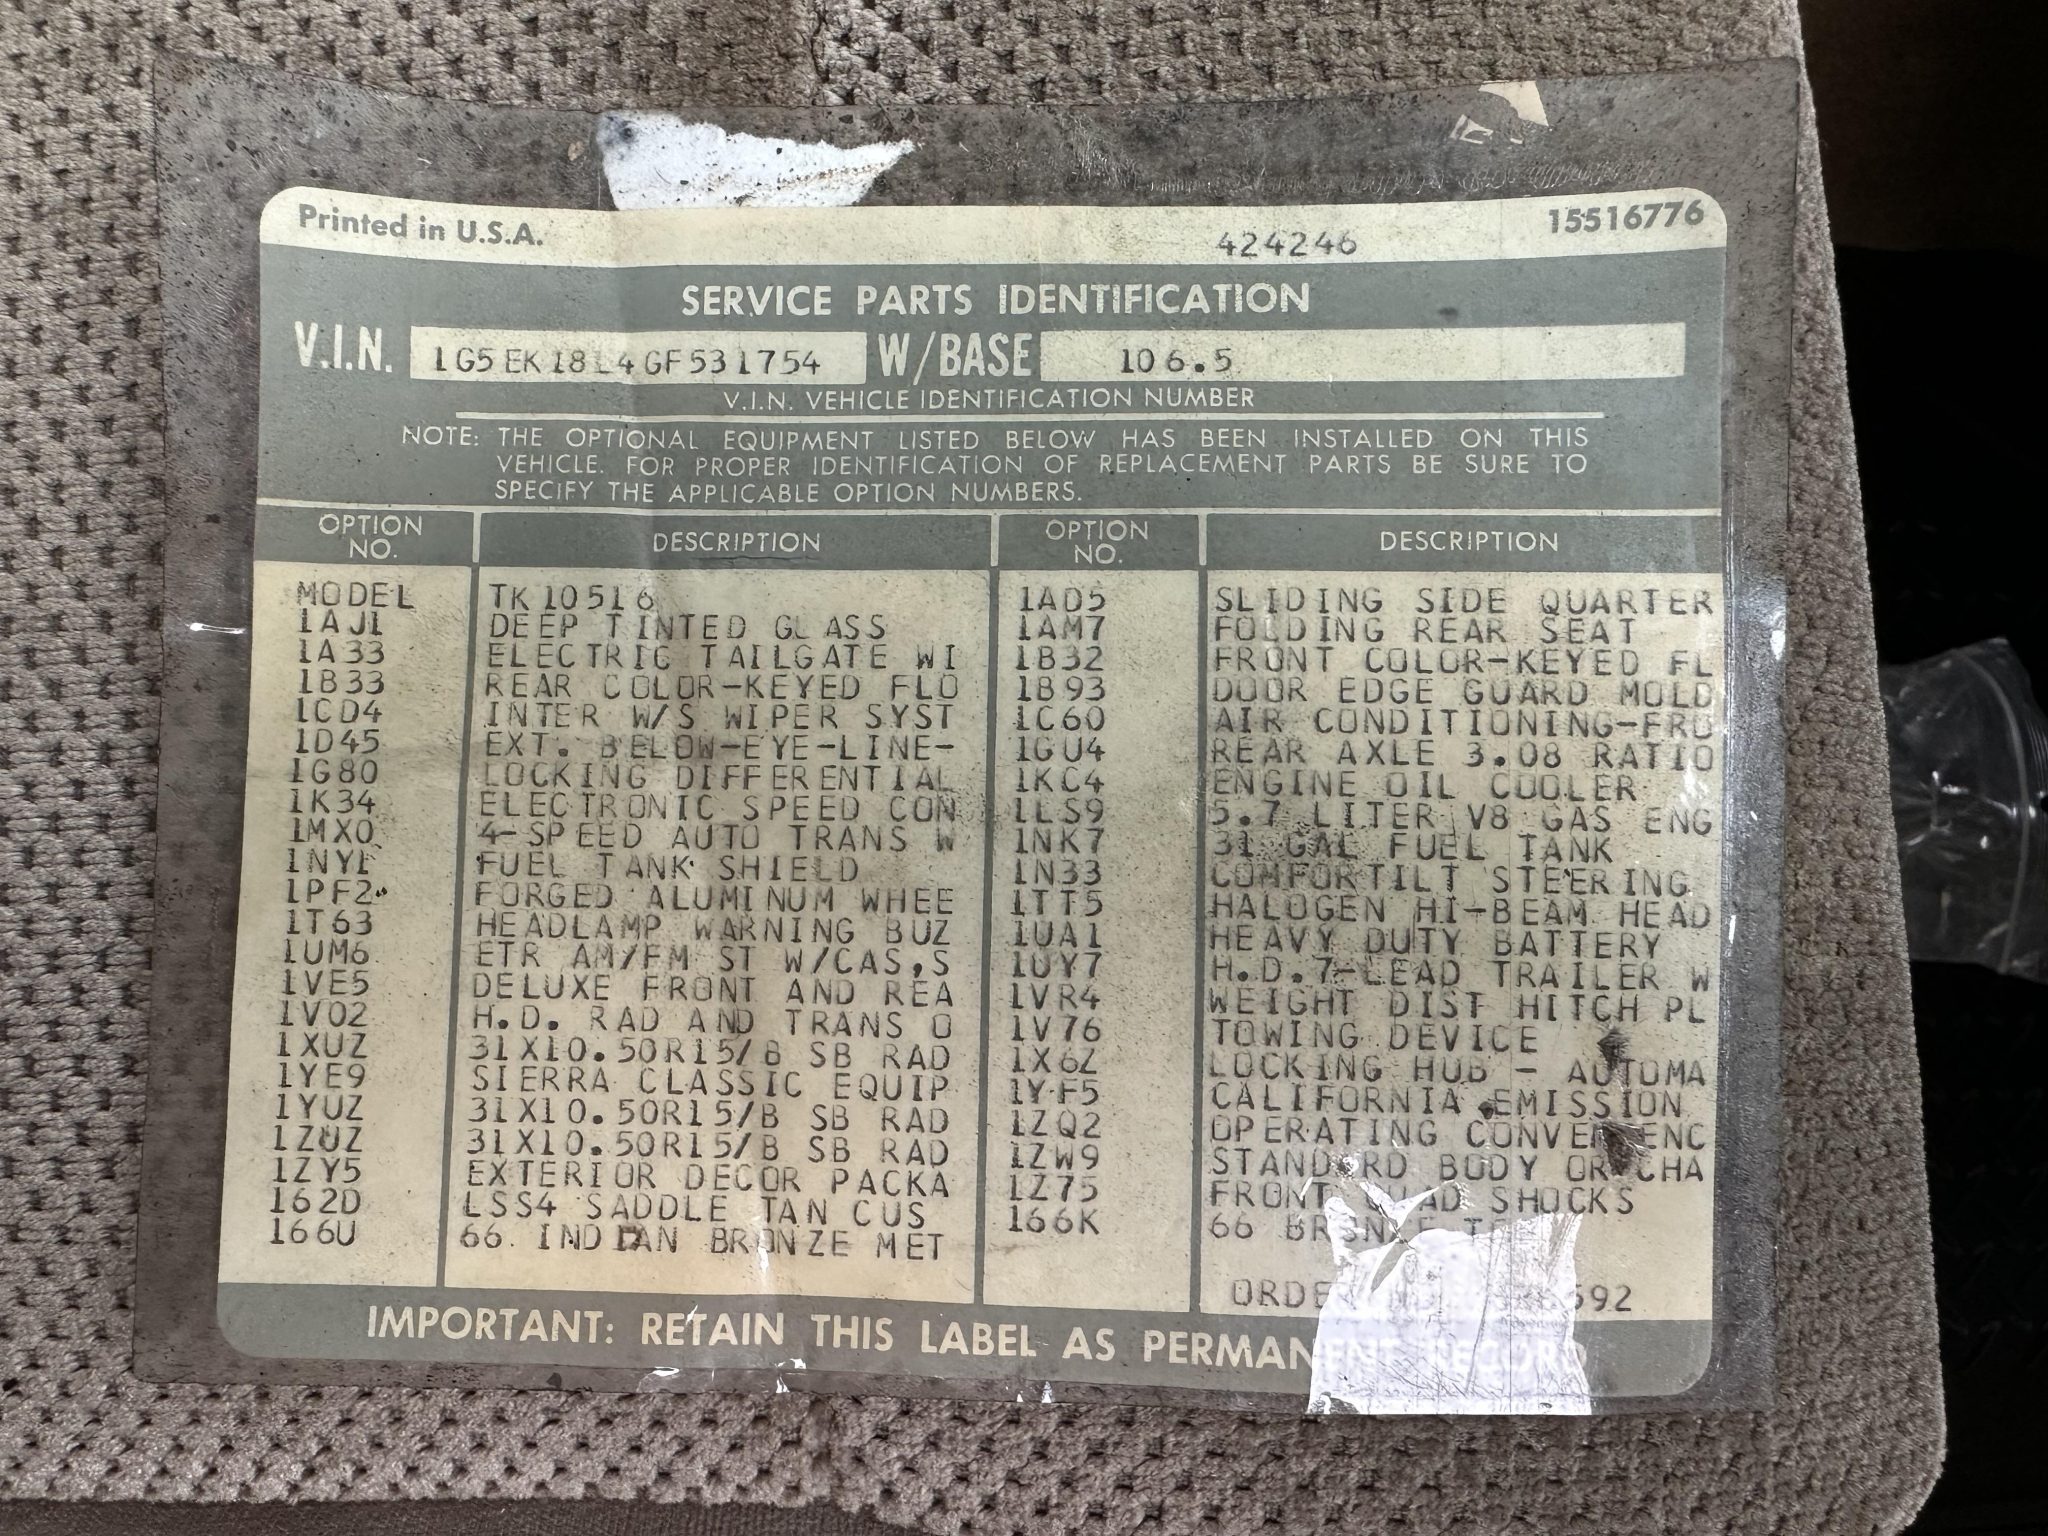 Printed in U.S.A.
424246
15516776
SERVICE PARTS IDENTIFICATION
V.I.N. 1G5EK18L4GF531754 W/BASE 106.5
V.I.N. VEHICLE IDENTIFICATION NUMBER
NOTE: THE OPTIONAL EQUIPMENT LISTED BELOW HAS BEEN INSTALLED ON THIS
VEHICLE. FOR PROPER IDENTIFICATION OF REPLACEMENT PARTS BE SURE TO
SPECIFY THE APPLICABLE OPTION NUMBERS.
OPTION NO. DESCRIPTION OPTION NO. DESCRIPTION
MODEL TK10516 1AD5 SLIDING SIDE QUARTER
1AJ1 DEEP TINTED GLASS 1AM7 FOLDING REAR SEAT
1A33 ELECTRIC TAILGATE WI 1B32 FRONT COLOR-KEYED FL
1B33 REAR COLOR-KEYED FLO 1B93 DOOR EDGE GUARD MOLD
1CD4 INTER W/S WIPER SYST 1C60 AIR CONDITIONING-FRO
1D45 EXT. BELOW-EYE-LINE- 1GU4 REAR AXLE 3.08 RATIO
1G80 LOCKING DIFFERENTIAL 1KC4 ENGINE OIL COOLER
1K34 ELECTRONIC SPEED CON 1LS9 5.7 LITER V8 GAS ENG
1MX0 4-SPEED AUTO TRANS W 1NK7 31 GAL FUEL TANK
1NY1 FUEL TANK SHIELD 1N33 COMFORTILT STEERING
1PF2 FORGED ALUMINUM WHEE 1TT5 HALOGEN HI-BEAM HEAD
1T63 HEADLAMP WARNING BUZ 1UA1 HEAVY DUTY BATTERY
1UM6 ETR AM/FM ST W/CAS,S 1UY7 H.D.7-LEAD TRAILER W
1VE5 DELUXE FRONT AND REA 1VR4 WEIGHT DIST HITCH PL
1V02 H.D. RAD AND TRANS O 1V76 TOWING DEVICE
1XUZ 31X10.50R15/B SB RAD 1X6Z LOCKING HUB - AUTOMA
1YE9 SIERRA CLASSIC EQUIP 1YF5 CALIFORNIA EMISSION
1YUZ 31X10.50R15/B SB RAD 1ZQ2 OPERATING CONVENIENC
1ZUZ 31X10.50R15/B SB RAD 1ZW9 STANDARD BODY OR CHA
1ZY5 EXTERIOR DECOR PACKA 1Z75 FRONT QUAD SHOCKS
162D LSS4 SADDLE TAN CUS 166K 66 BRONZE
166U 66 INDIAN BRONZE MET
IMPORTANT: RETAIN THIS LABEL AS PERMANENT RECORD